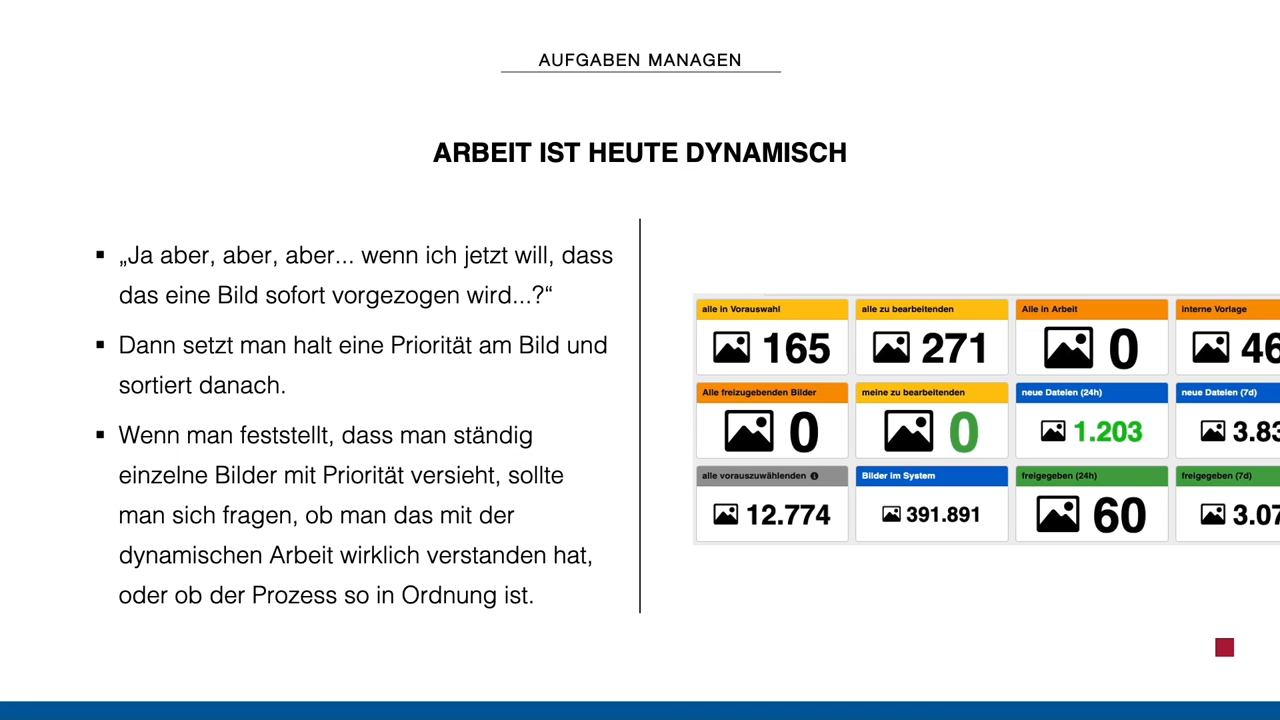 AUFGABEN MANAGEN
ARBEIT IST HEUTE DYNAMISCH
▪ „Ja aber, aber, aber... wenn ich jetzt will, dass
das eine Bild sofort vorgezogen wird...?“
▪ Dann setzt man halt eine Priorität am Bild und
sortiert danach.
▪ Wenn man feststellt, dass man ständig
einzelne Bilder mit Priorität versieht, sollte
man sich fragen, ob man das mit der
dynamischen Arbeit wirklich verstanden hat,
oder ob der Prozess so in Ordnung ist.
alle in Vorauswahl
165
alle zu bearbeitenden
271
Alle in Arbeit
0
Interne Vorlage
46
Alle freizugebenden Bilder
0
meine zu bearbeitenden
0
neue Dateien (24h)
1.203
neue Dateien (7d)
3.83
alle vorauszuwählenden
12.774
Bilder im System
391.891
freigegeben (24h)
60
freigegeben (7d)
3.07